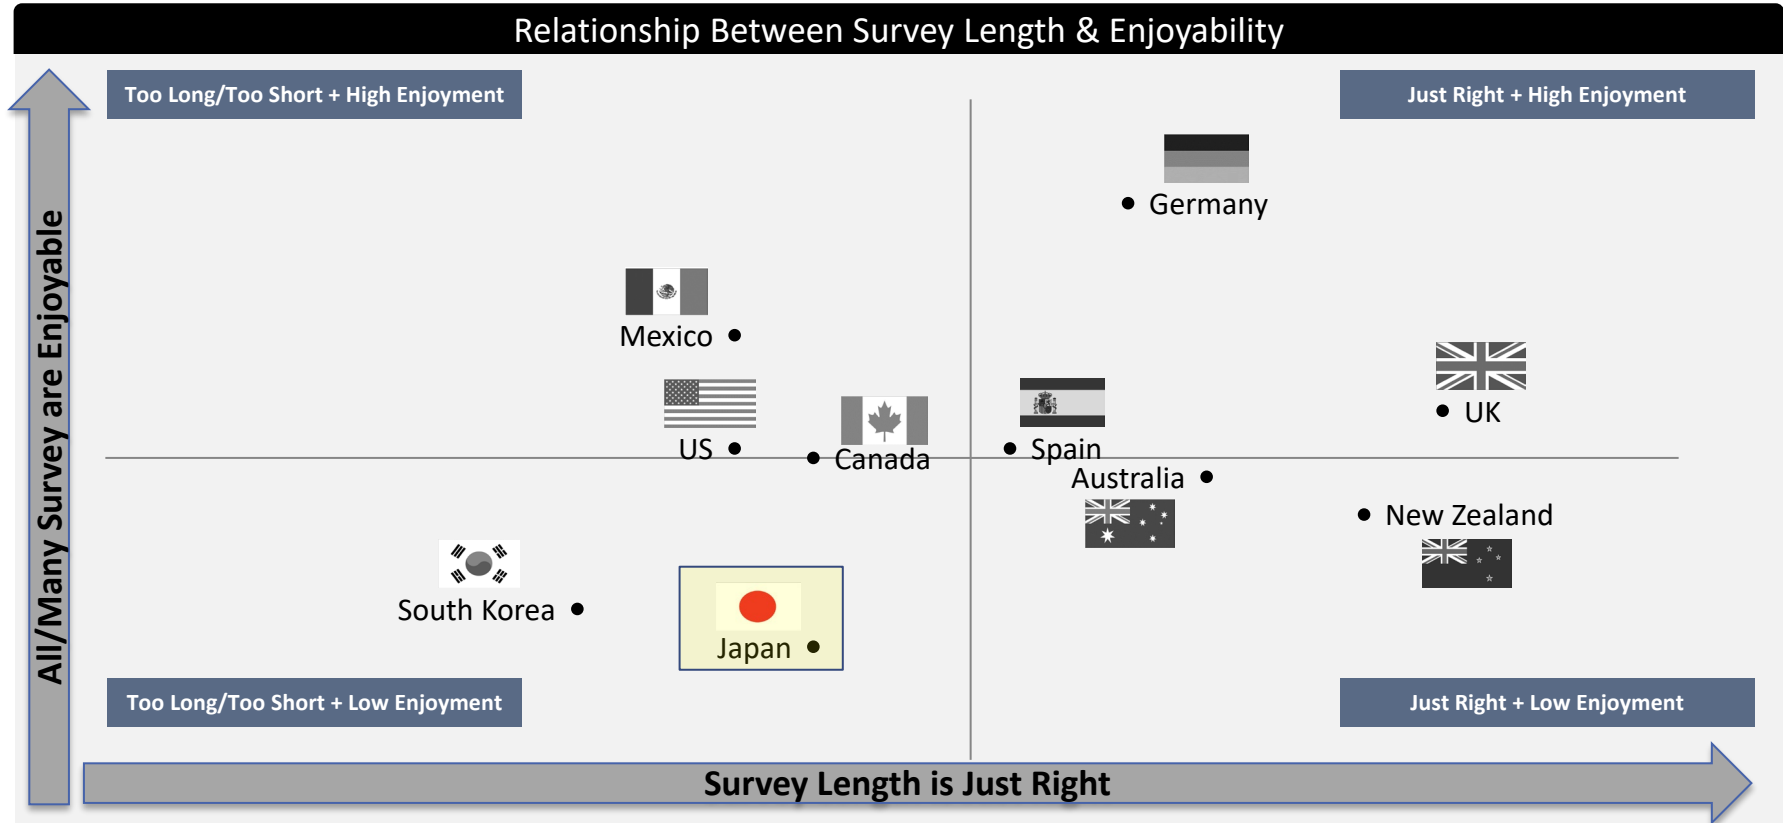 Relationship Between Survey Length & Enjoyability
Too Long/Too Short + High Enjoyment
Just Right + High Enjoyment
All/Many Survey are Enjoyable
Germany
Mexico
UK
US
Canada
Spain
Australia
New Zealand
South Korea
Japan
Too Long/Too Short + Low Enjoyment
Just Right + Low Enjoyment
Survey Length is Just Right